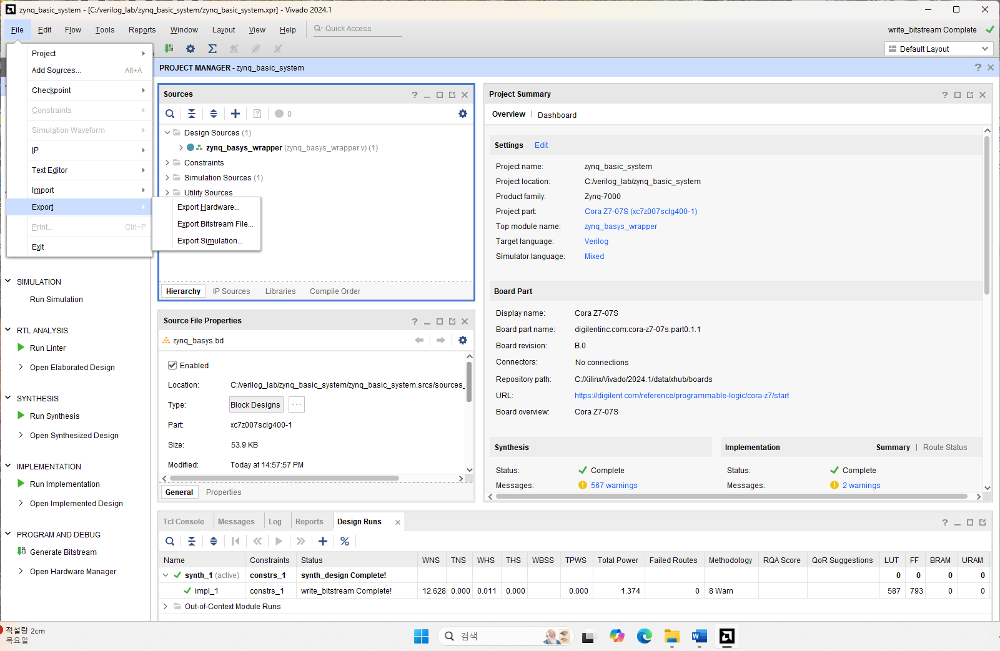 zynq_basic_system - [C:/verilog_lab/zynq_basic_system/zynq_basic_system.xpr] - Vivado 2024.1
File Edit Flow Tools Reports Window Layout View Help Quick Access
write_bitstream Complete
Default Layout
Project
Add Sources... Alt+A
Checkpoint
Constraints
Simulation Waveform
IP
Text Editor
Import
Export
Print... Ctrl+P
Exit
Export Hardware...
Export Bitstream File...
Export Simulation...
SIMULATION
Run Simulation
RTL ANALYSIS
Run Linter
Open Elaborated Design
SYNTHESIS
Run Synthesis
Open Synthesized Design
IMPLEMENTATION
Run Implementation
Open Implemented Design
PROGRAM AND DEBUG
Generate Bitstream
Open Hardware Manager
PROJECT MANAGER - zynq_basic_system
Sources
0
Design Sources (1)
zynq_basys_wrapper (zynq_basys_wrapper.v) (1)
Constraints
Simulation Sources (1)
Utility Sources
Hierarchy IP Sources Libraries Compile Order
Source File Properties
zynq_basys.bd
Enabled
Location: C:/verilog_lab/zynq_basic_system/zynq_basic_system.srcs/sources_
Type: Block Designs ...
Part: xc7z007sclg400-1
Size: 53.9 KB
Modified: Today at 14:57:57 PM
General Properties
Project Summary
Overview | Dashboard
Settings Edit
Project name: zynq_basic_system
Project location: C:/verilog_lab/zynq_basic_system
Product family: Zynq-7000
Project part: Cora Z7-07S (xc7z007sclg400-1)
Top module name: zynq_basys_wrapper
Target language: Verilog
Simulator language: Mixed
Board Part
Display name: Cora Z7-07S
Board part name: digilentinc.com:cora-z7-07s:part0:1.1
Board revision: B.0
Connectors: No connections
Repository path: C:/Xilinx/Vivado/2024.1/data/xhub/boards
URL: https://digilent.com/reference/programmable-logic/cora-z7/start
Board overview: Cora Z7-07S
Synthesis
Status: Complete
Messages: 567 warnings
Implementation Summary | Route Status
Status: Complete
Messages: 2 warnings
Tcl Console Messages Log Reports Design Runs
Name Constraints Status WNS TNS WHS THS WBSS TPWS Total Power Failed Routes Methodology RQA Score QoR Suggestions LUT FF BRAM URAM
synth_1 (active) constrs_1 synth_design Complete! 0 0 0 0
impl_1 constrs_1 write_bitstream Complete! 12.628 0.000 0.011 0.000 0.000 1.374 0 8 Warn 587 793 0 0
Out-of-Context Module Runs
적설량 2cm
목요일
검색